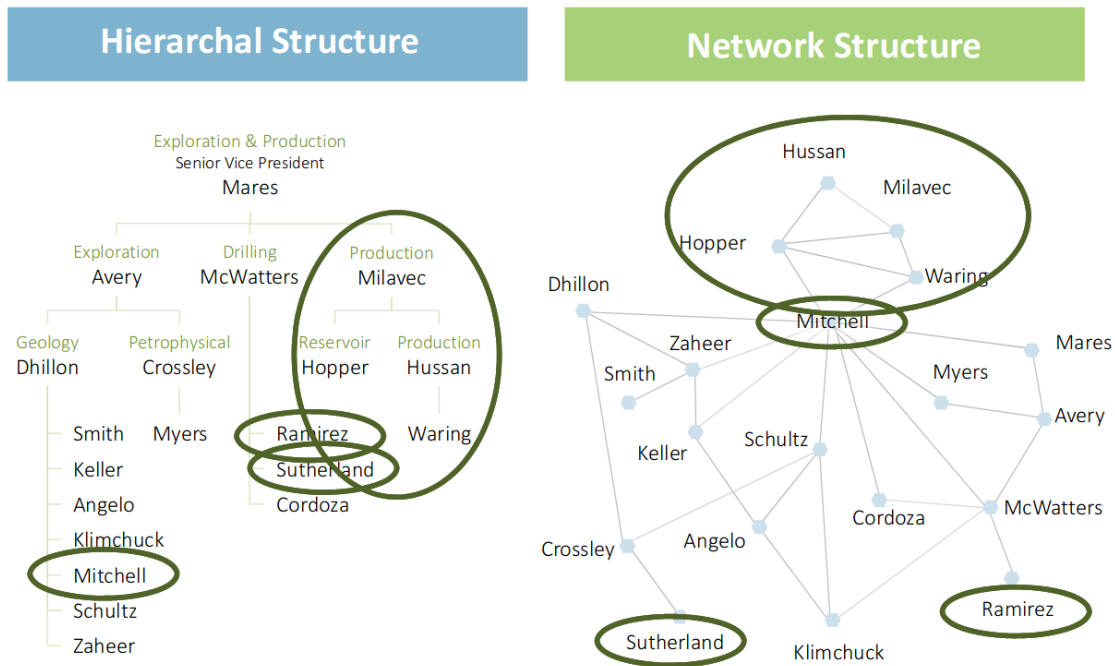 Hierarchal Structure
Exploration & Production
Senior Vice President
Mares
Exploration
Avery
Drilling
McWatters
Production
Milavec
Geology
Dhillon
Petrophysical
Crossley
Reservoir
Hopper
Production
Hussan
Smith
Keller
Angelo
Klimchuck
Mitchell
Schultz
Zaheer
Myers
Ramirez
Sutherland
Cordoza
Waring
Network Structure
Hussan
Milavec
Hopper
Waring
Dhillon
Mitchell
Zaheer
Mares
Smith
Myers
Avery
Keller
Schultz
Cordoza
McWatters
Crossley
Angelo
Ramirez
Sutherland
Klimchuck